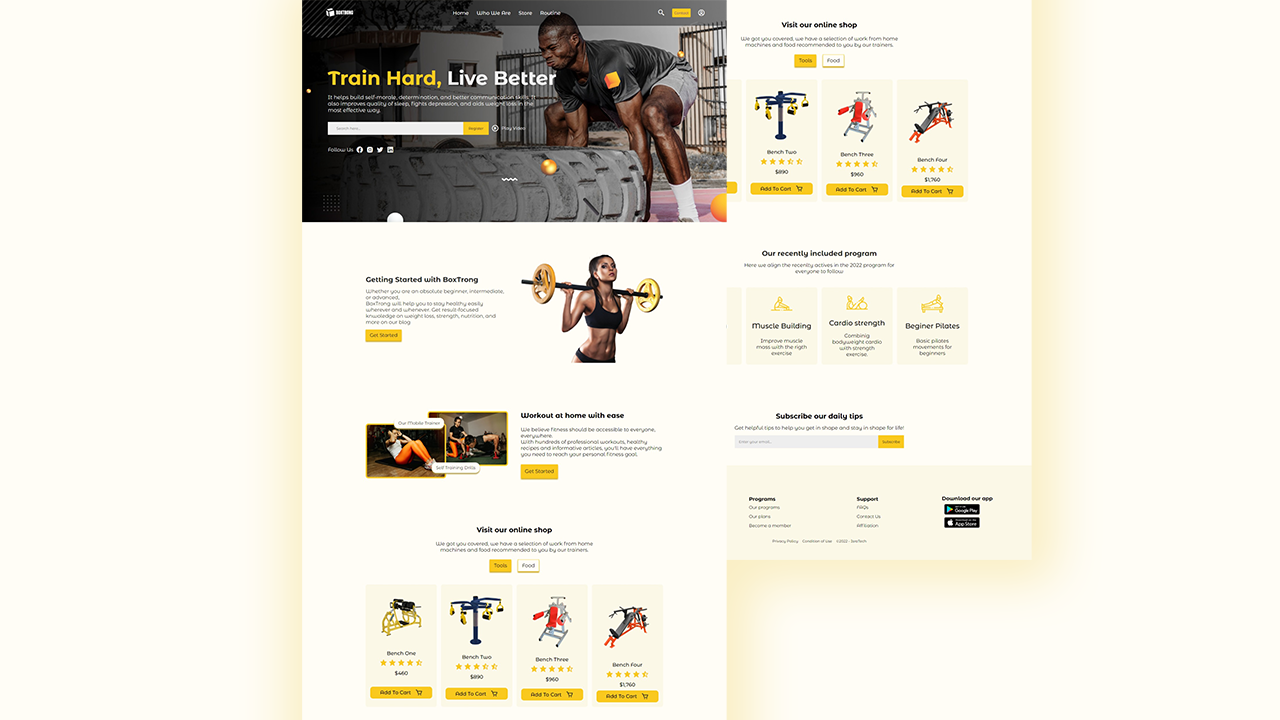 BOXTRONG
Home Who We Are Store Routine
Contact
Train Hard, Live Better
It helps build self-morale, determination, and better communication skills. It
also improves quality of sleep, fights depression, and aids weight loss in the
most effective way.
Search here... Register Play Video
Follow Us
Getting Started with BoxTrong
Whether you are an absolute beginner, intermediate,
or advanced,
BoxTrong will help you to stay healthy easily
wherever and whenever. Get result-focused
knwoledge on weight loss, strength, nutrition, and
more on our blog
Get Started
Our Mobile Trainer
Self Training Drills
Workout at home with ease
We believe fitness should be accessible to everyone,
everywhere.
With hundreds of professional workouts, healthy
recipes and informative articles, you'll have everything
you need to reach your personal fitness goal.
Get Started
Visit our online shop
We got you covered, we have a selection of work from home
machines and food recommended to you by our trainers.
Tools Food
Bench One
$460
Add To Cart
Bench Two
$890
Add To Cart
Bench Three
$960
Add To Cart
Bench Four
$1,760
Add To Cart
Visit our online shop
We got you covered, we have a selection of work from home
machines and food recommended to you by our trainers.
Tools Food
Bench Two
$890
Add To Cart
Bench Three
$960
Add To Cart
Bench Four
$1,760
Add To Cart
Our recently included program
Here we align the recently actives in the 2022 program for
everyone to follow
Muscle Building
Improve muscle
mass with the rigth
exercise
Cardio strength
Combinig
bodyweight cardio
with strength
exercise.
Beginer Pilates
Basic pilates
movements for
beginners
Subscribe our daily tips
Get helpful tips to help you get in shape and stay in shape for life!
Enter your email... Subscribe
Programs
Our programs
Our plans
Become a member
Support
FAQs
Contact Us
Affiliation
Download our app
GET IT ON
Google Play
Download on the
App Store
Privacy Policy Condition of Use ©2022 -